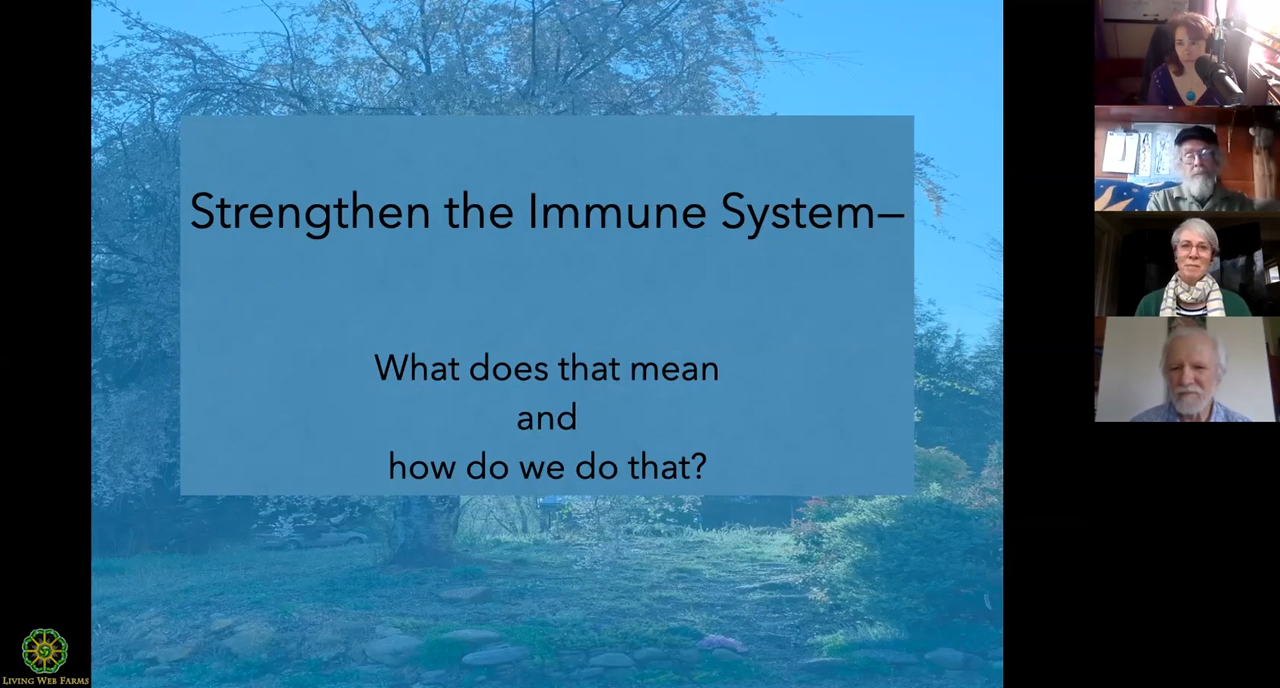 Strengthen the Immune System–
What does that mean
and
how do we do that?
LIVING WEB FARMS